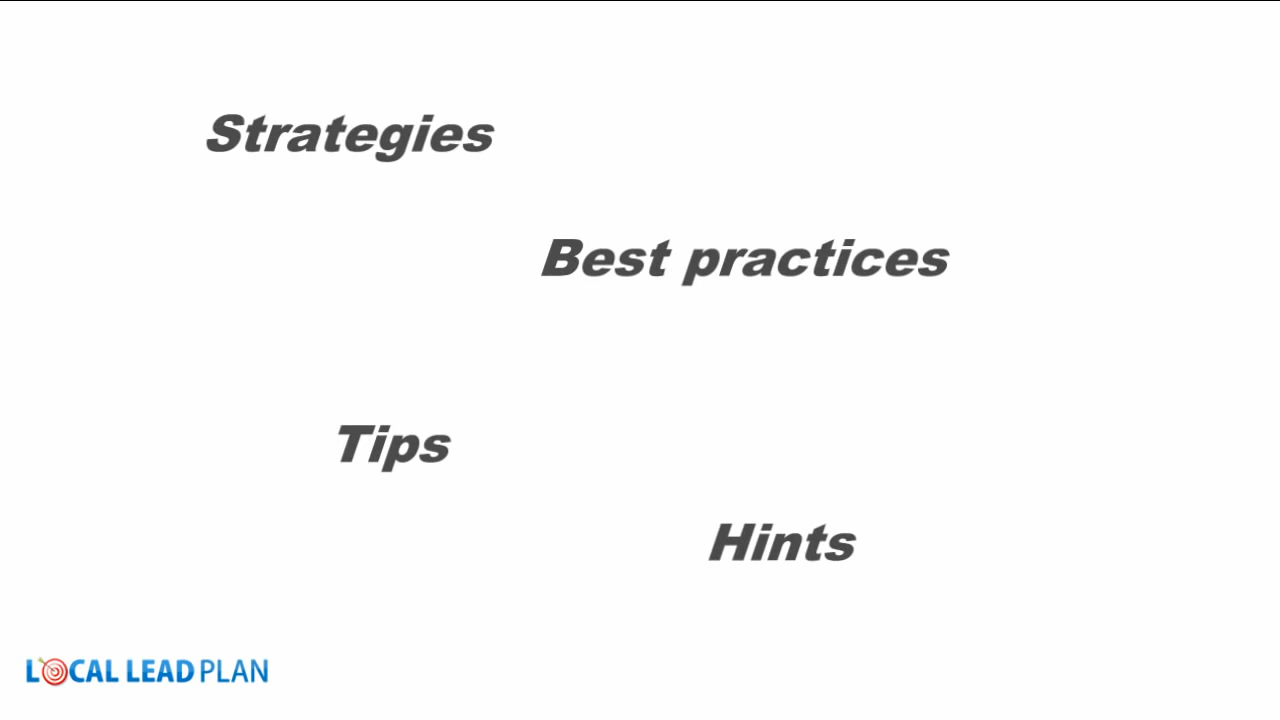 Strategies
Best practices
Tips
Hints
LOCAL LEAD PLAN